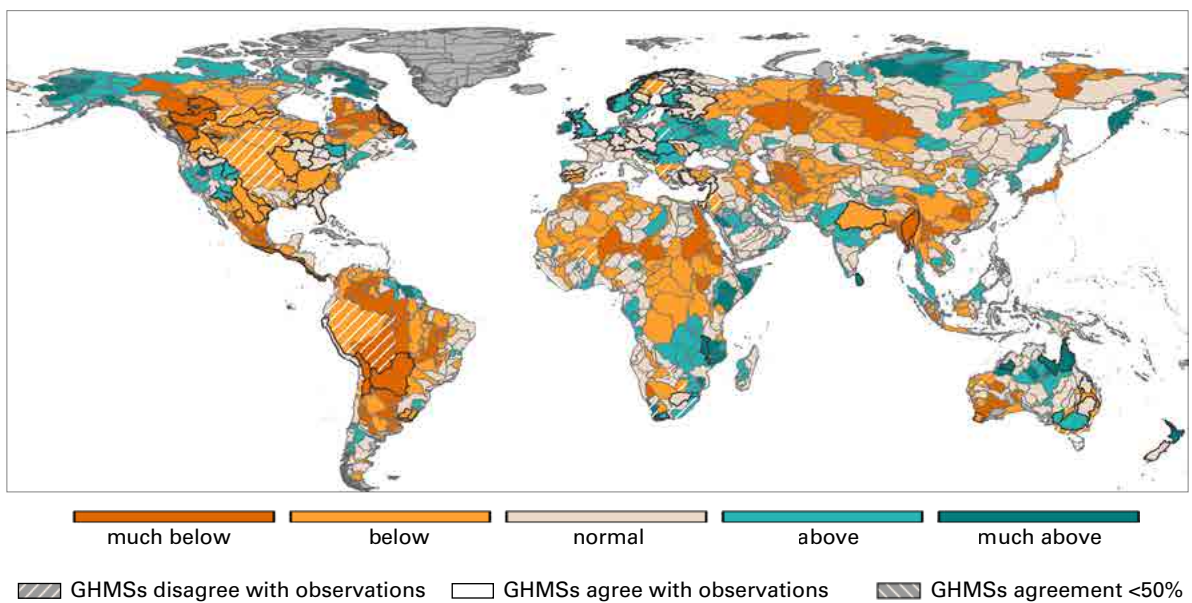 much below below normal above much above
GHMSs disagree with observations GHMSs agree with observations GHMSs agreement <50%